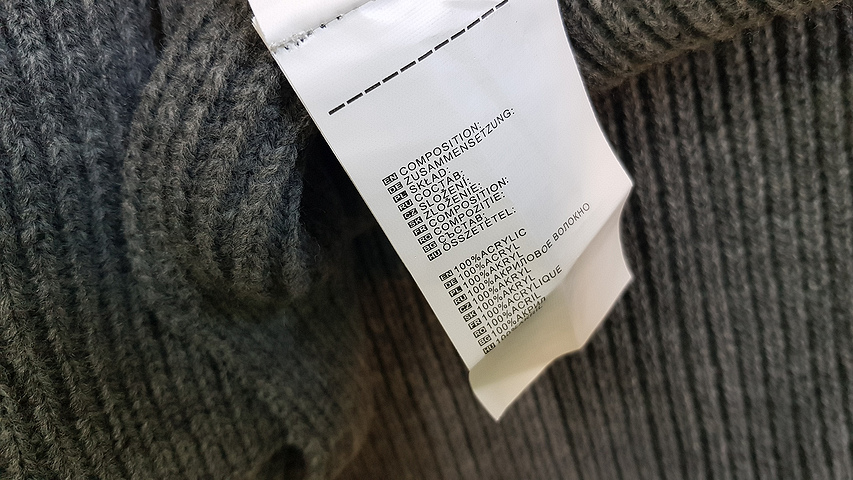 EN COMPOSITION:
DE ZUSAMMENSETZUNG:
PL SKŁAD:
RU СОСТАВ:
CZ SLOŽENÍ:
SK ZLOŽENIE:
FR COMPOSITION:
RO COMPOZITIE:
BG СЪСТАВ:
HU ÖSSZETÉTEL:
EN 100%ACRYLIC
DE 100%ACRYL
PL 100%AKRYL
RU 100%АКРИЛОВОЕ ВОЛОКНО
CZ 100%AKRYL
SK 100%AKRYL
FR 100%ACRYLIQUE
RO 100%ACRIL
BG 100%АКРИЛ
HU